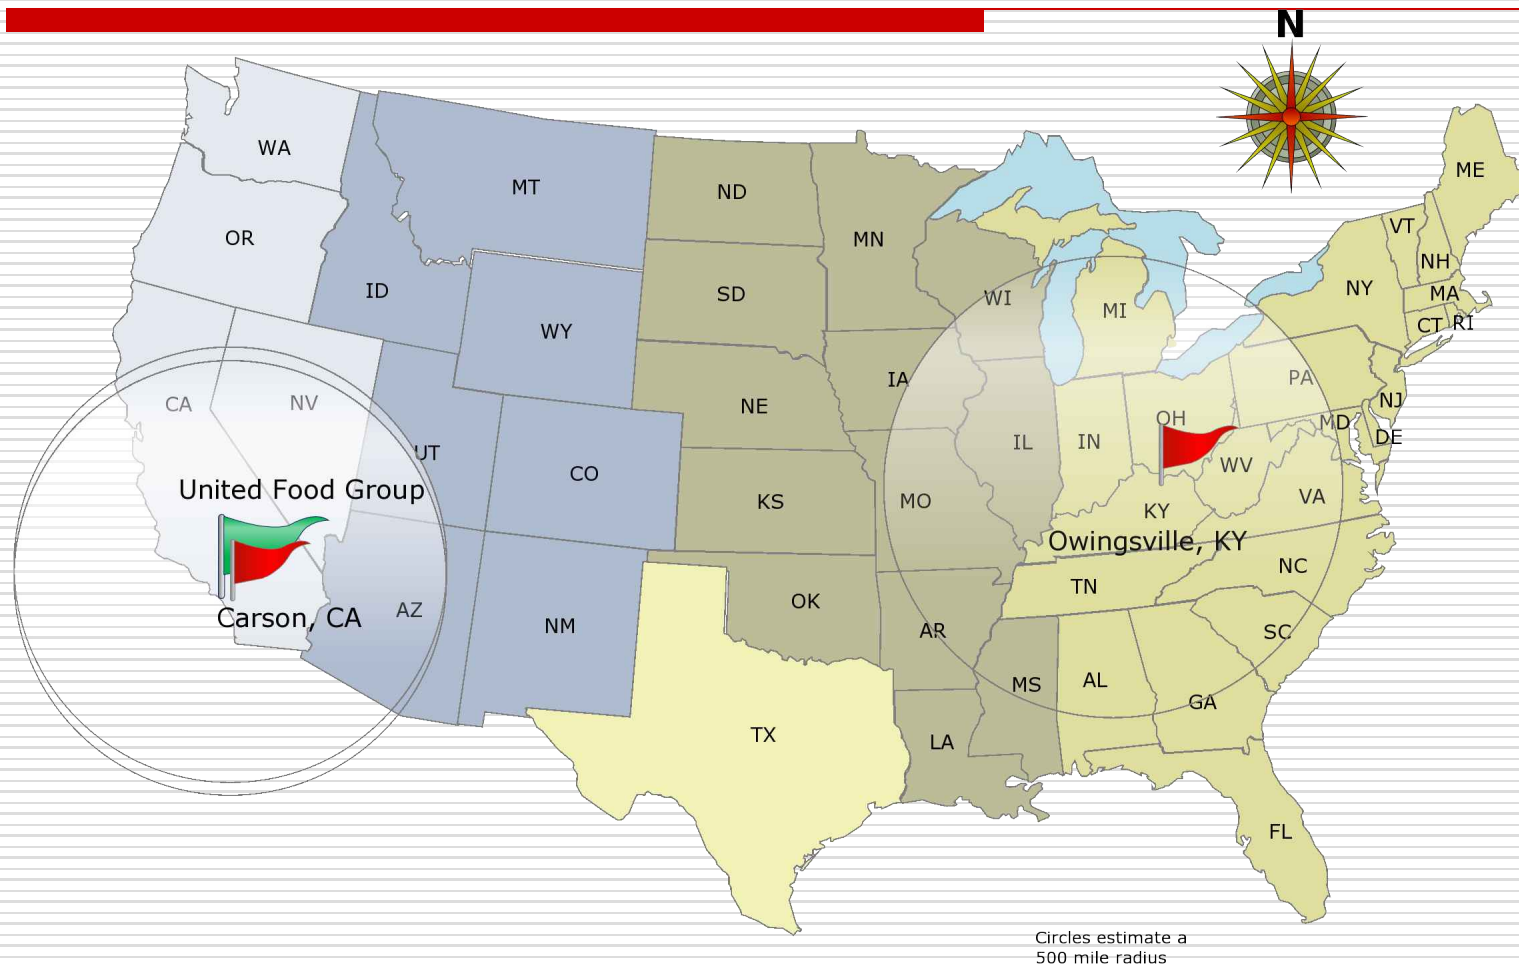 N
WA
MT
ND
MN
ME
VT
NH
OR
ID
SD
WI
MI
NY
MA
CT
RI
WY
IA
PA
NJ
CA
NV
NE
OH
MD
DE
UT
CO
IL
IN
WV
United Food Group
KS
MO
KY
VA
Owingsville, KY
NC
TN
OK
AZ
Carson, CA
NM
AR
SC
MS
AL
GA
TX
LA
FL
Circles estimate a
500 mile radius